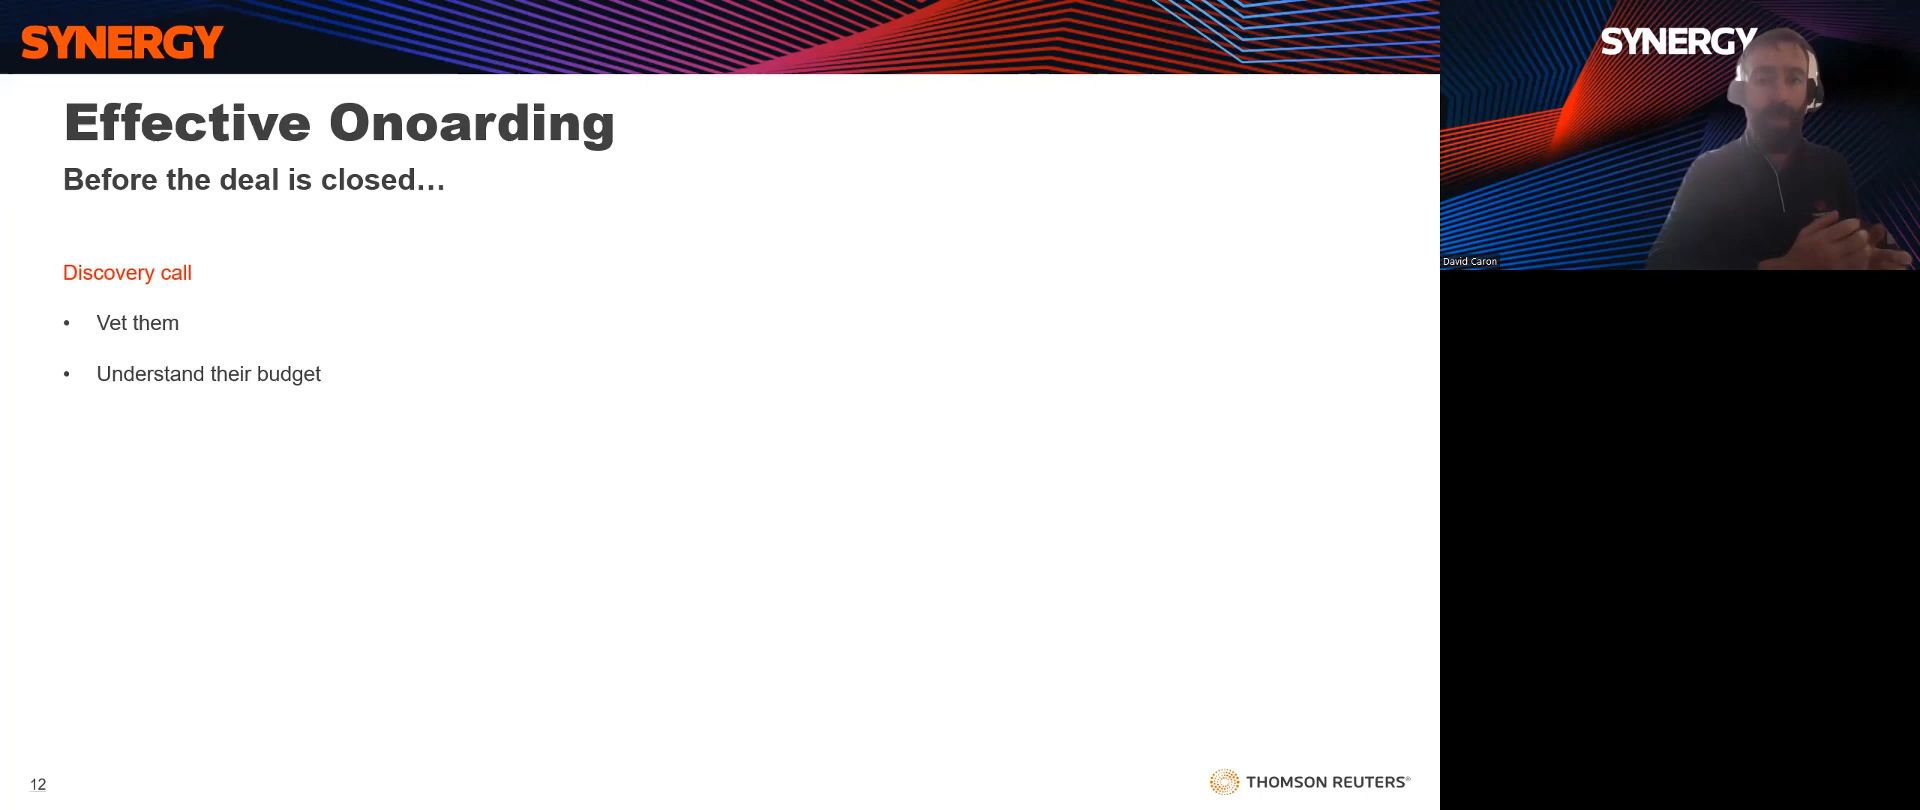 SYNERGY
Effective Onoarding
Before the deal is closed...
Discovery call
• Vet them
• Understand their budget
12
THOMSON REUTERS®
SYNERGY
David Caron